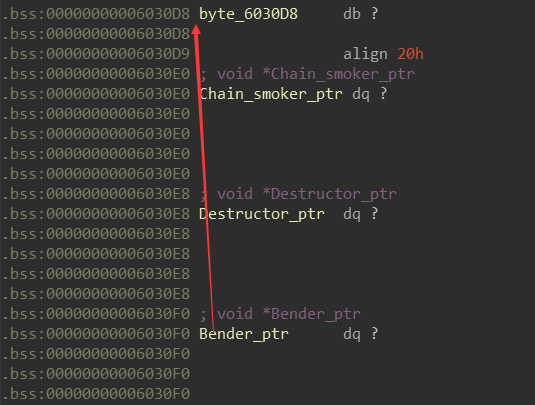 .bss:00000000006030D8 byte_6030D8 db ?
.bss:00000000006030D8
.bss:00000000006030D9 align 20h
.bss:00000000006030E0 ; void *Chain_smoker_ptr
.bss:00000000006030E0 Chain_smoker_ptr dq ?
.bss:00000000006030E0
.bss:00000000006030E0
.bss:00000000006030E0
.bss:00000000006030E0
.bss:00000000006030E8 ; void *Destructor_ptr
.bss:00000000006030E8 Destructor_ptr dq ?
.bss:00000000006030E8
.bss:00000000006030E8
.bss:00000000006030E8
.bss:00000000006030E8
.bss:00000000006030F0 ; void *Bender_ptr
.bss:00000000006030F0 Bender_ptr dq ?
.bss:00000000006030F0
.bss:00000000006030F0
.bss:00000000006030F0